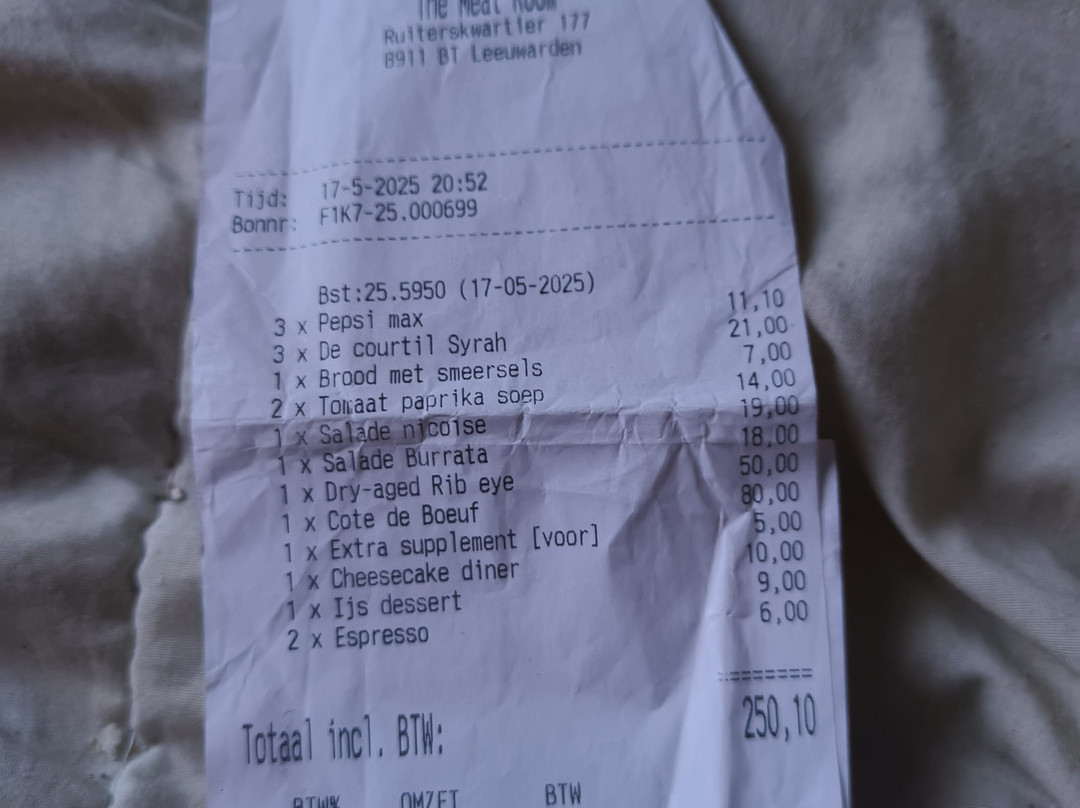 The Meat Room
Ruiterskwartier 177
8911 BT Leeuwarden
Tijd: 17-5-2025 20:52
Bonnr: F1K7-25.000699
Bst:25.5950 (17-05-2025)
3 x Pepsi max 11,10
3 x De courtil Syrah 21,00
1 x Brood met smeersels 7,00
2 x Tomaat paprika soep 14,00
1 x Salade nicoise 19,00
1 x Salade Burrata 18,00
1 x Dry-aged Rib eye 50,00
1 x Cote de Boeuf 80,00
1 x Extra supplement [voor] 5,00
1 x Cheesecake diner 10,00
1 x Ijs dessert 9,00
2 x Espresso 6,00
========
Totaal incl. BTW: 250,10
BTW% OMZET BTW